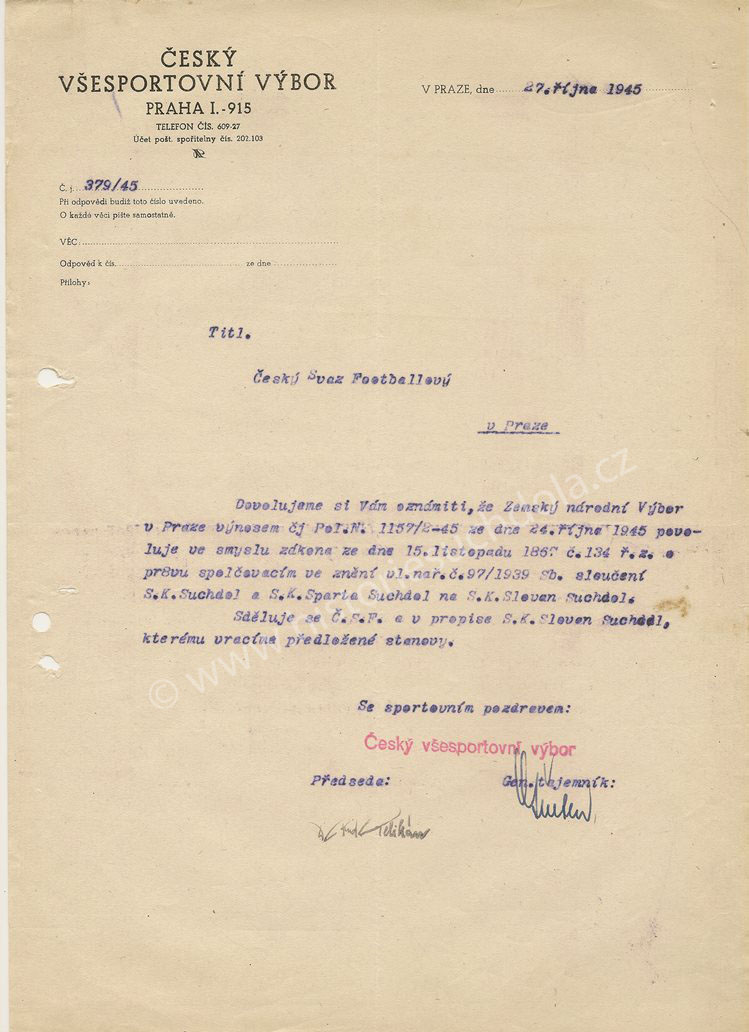 ČESKÝ
VŠESPORTOVNÍ VÝBOR
PRAHA I.-915
TELEFON ČÍS. 609-27
Účet pošt. spořitelny čís. 202.103
V PRAZE, dne 27.října 1945
Č. j. 379/45
Při odpovědi budiž toto číslo uvedeno.
O každé věci pište samostatně.
VĚC
Odpověď k čís. ze dne
Přílohy:
Titl.
Český Svaz Footballový
v Praze
Dovolujeme si Vám oznámiti,že Zemský národní Výbor
v Praze výnosem čj Pol.N. 1157/2-45 ze dne 24.října 1945 povo-
luje ve smyslu zákona ze dne 15.listopadu 1867 č.134 ř.z. o
právu spolčovacím ve znění vl.nař.č.97/1939 Sb. sloučení
S.K.Suchdol a S.K.Sparta Suchdol na S.K.Slovan Suchdol.
Sděluje se Č.S.F. a v propise S.K.Slovan Suchdol,
kterému vracíme předložené stanovy.
Se sportovním pozdravem:
Český všesportovní výbor
Předseda: Gen.tajemník: